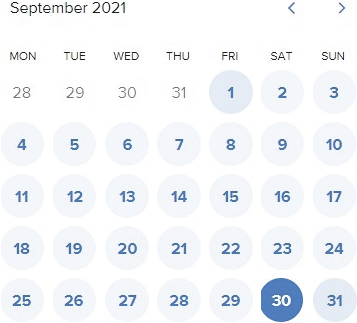 September 2021
MON TUE WED THU FRI SAT SUN
28 29 30 31 1 2 3
4 5 6 7 8 9 10
11 12 13 14 15 16 17
18 19 20 21 22 23 24
25 26 27 28 29 30 31